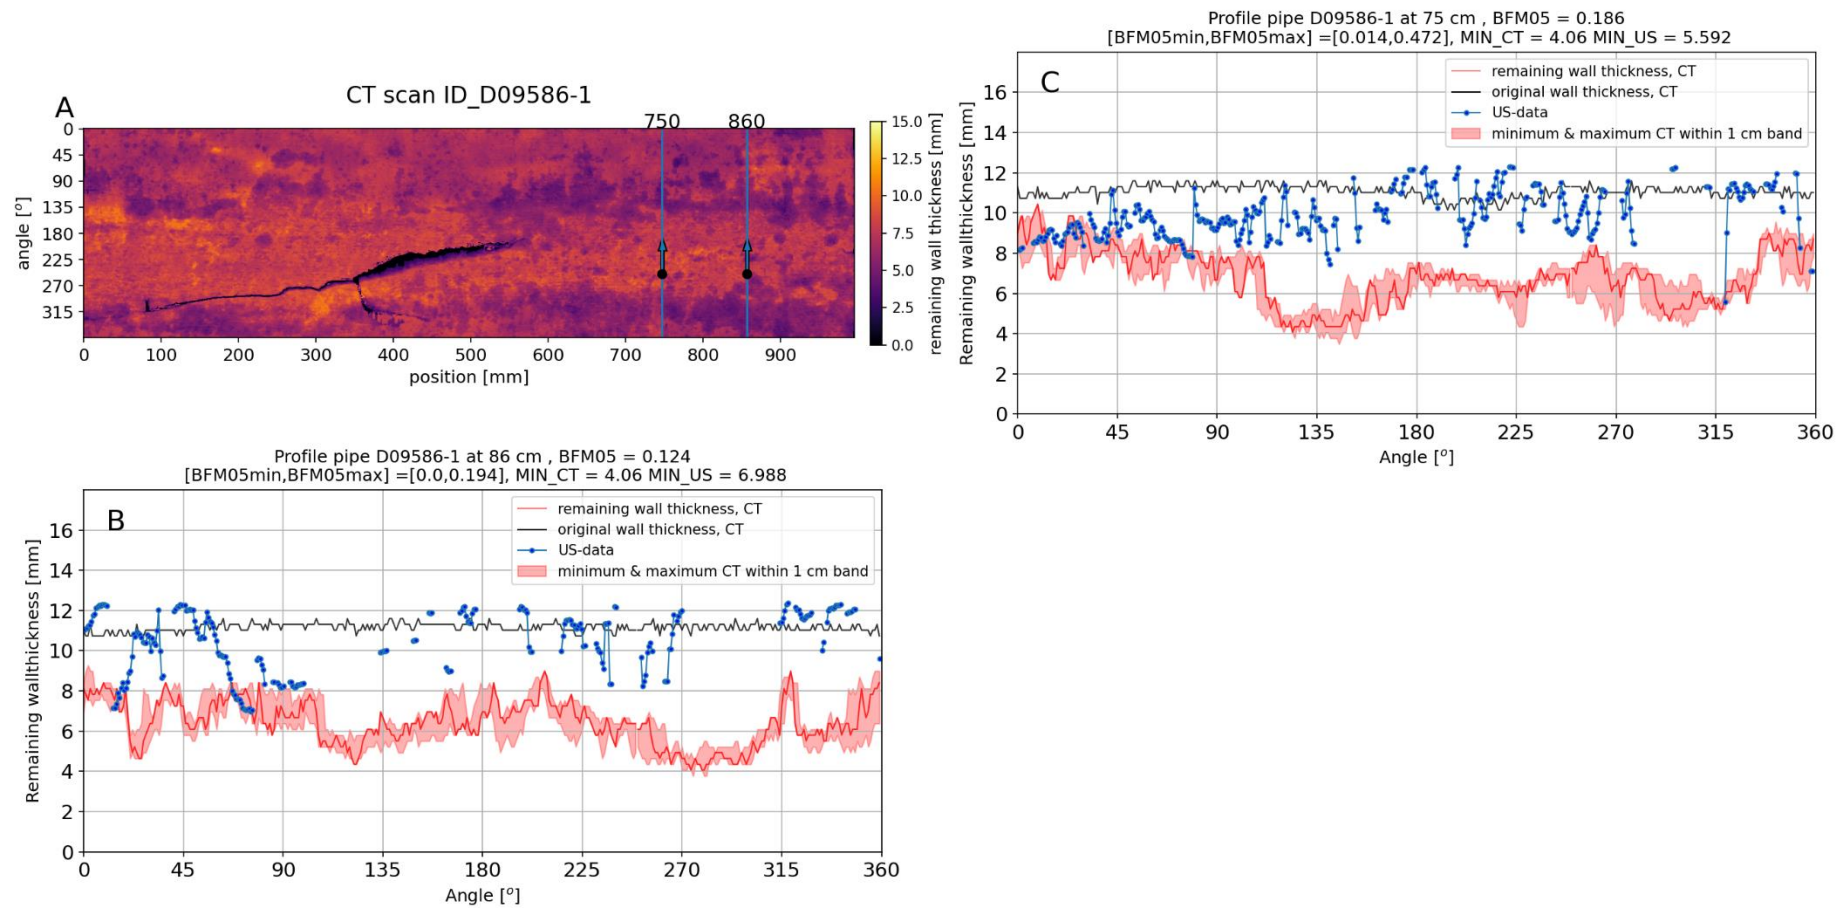 A
CT scan ID_D09586-1
750
860
0
45
90
135
180
225
270
315
angle [°]
0
100
200
300
400
500
600
700
800
900
position [mm]
15.0
12.5
10.0
7.5
5.0
2.5
0.0
remaining wall thickness [mm]
Profile pipe D09586-1 at 75 cm , BFM05 = 0.186
[BFM05min,BFM05max] =[0.014,0.472], MIN_CT = 4.06 MIN_US = 5.592
C
remaining wall thickness, CT
original wall thickness, CT
US-data
minimum & maximum CT within 1 cm band
16
14
12
10
8
6
4
2
0
Remaining wallthickness [mm]
0
45
90
135
180
225
270
315
360
Angle [°]
Profile pipe D09586-1 at 86 cm , BFM05 = 0.124
[BFM05min,BFM05max] =[0.0,0.194], MIN_CT = 4.06 MIN_US = 6.988
B
remaining wall thickness, CT
original wall thickness, CT
US-data
minimum & maximum CT within 1 cm band
16
14
12
10
8
6
4
2
0
Remaining wallthickness [mm]
0
45
90
135
180
225
270
315
360
Angle [°]